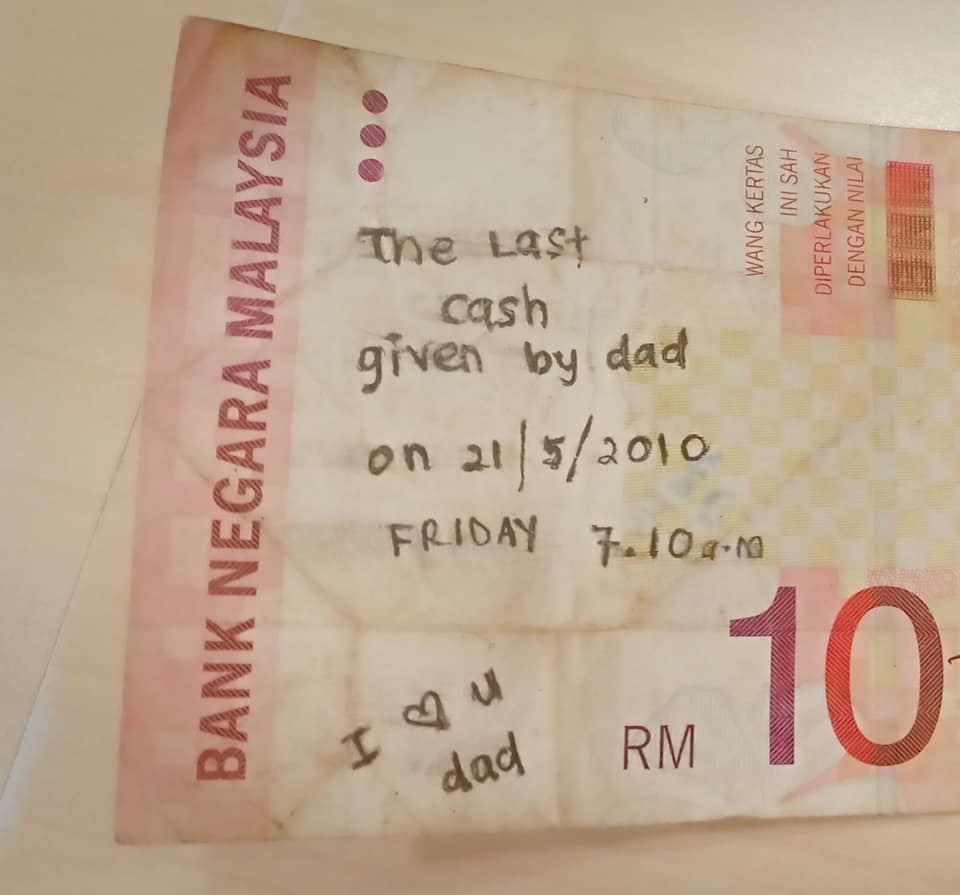 BANK NEGARA MALAYSIA
WANG KERTAS
INI SAH
DIPERLAKUKAN
DENGAN NILAI
The Last
cash
given by dad
on 21/5/2010
FRIDAY 7.10 a.m
I ♡ u
dad
RM 10